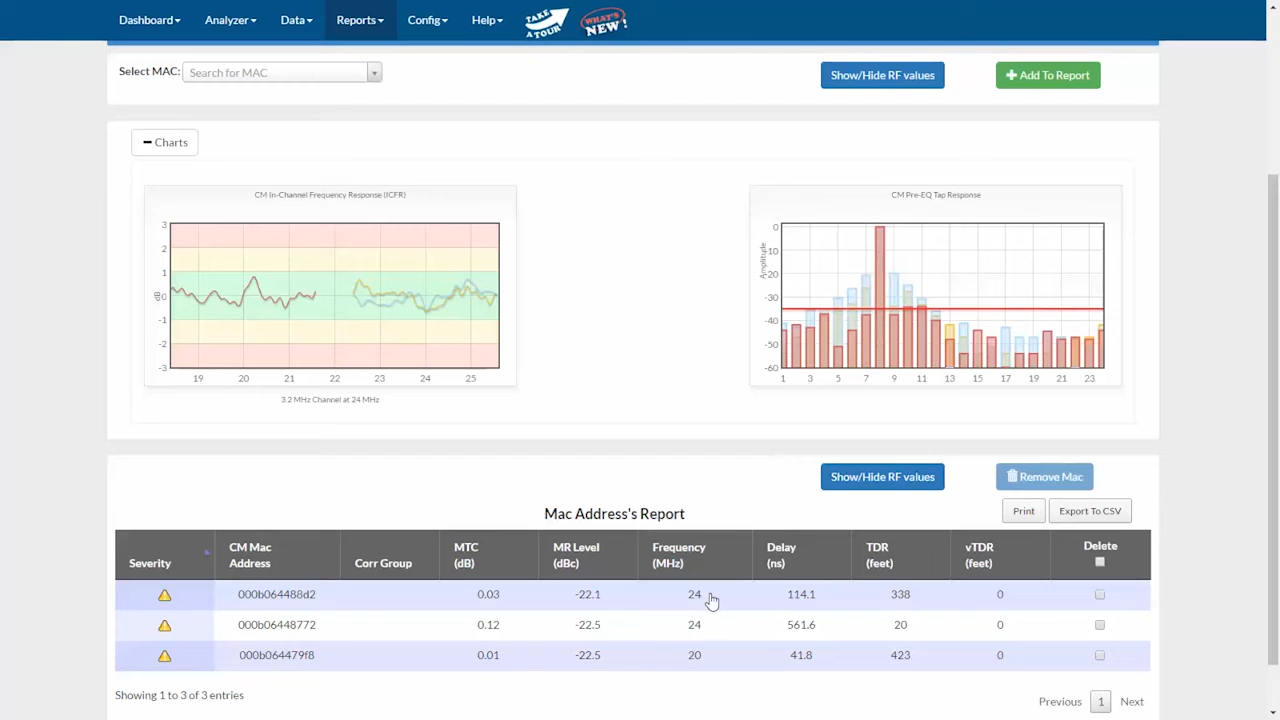 Dashboard Analyzer Data Reports Config Help TAKE A TOUR WHAT'S NEW!
Select MAC: Search for MAC Show/Hide RF values Add To Report
Charts
CM In-Channel Frequency Response (ICFR)
3
2
1
0
-1
-2
-3
dB
19 20 21 22 23 24 25
3.2 MHz Channel at 24 MHz
CM Pre-EQ Tap Response
0
-10
-20
-30
-40
-50
-60
Amplitude
1 3 5 7 9 11 13 15 17 19 21 23
Show/Hide RF values Remove Mac
Mac Address's Report Print Export To CSV
Severity CM Mac Address Corr Group MTC (dB) MR Level (dBc) Frequency (MHz) Delay (ns) TDR (feet) vTDR (feet) Delete
000b064488d2 0.03 -22.1 24 114.1 338 0
000b06448772 0.12 -22.5 24 561.6 20 0
000b064479f8 0.01 -22.5 20 41.8 423 0
Showing 1 to 3 of 3 entries
Previous 1 Next